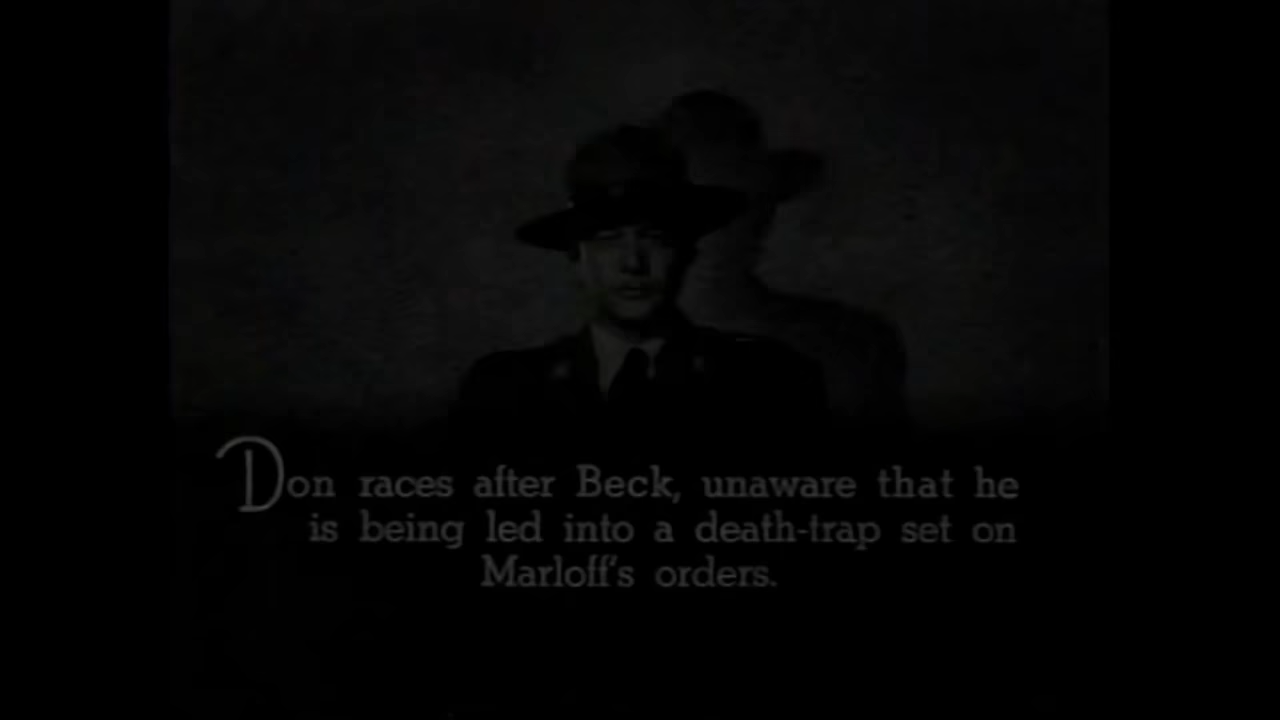 Don races after Beck, unaware that he
is being led into a death-trap set on
Marloff's orders.